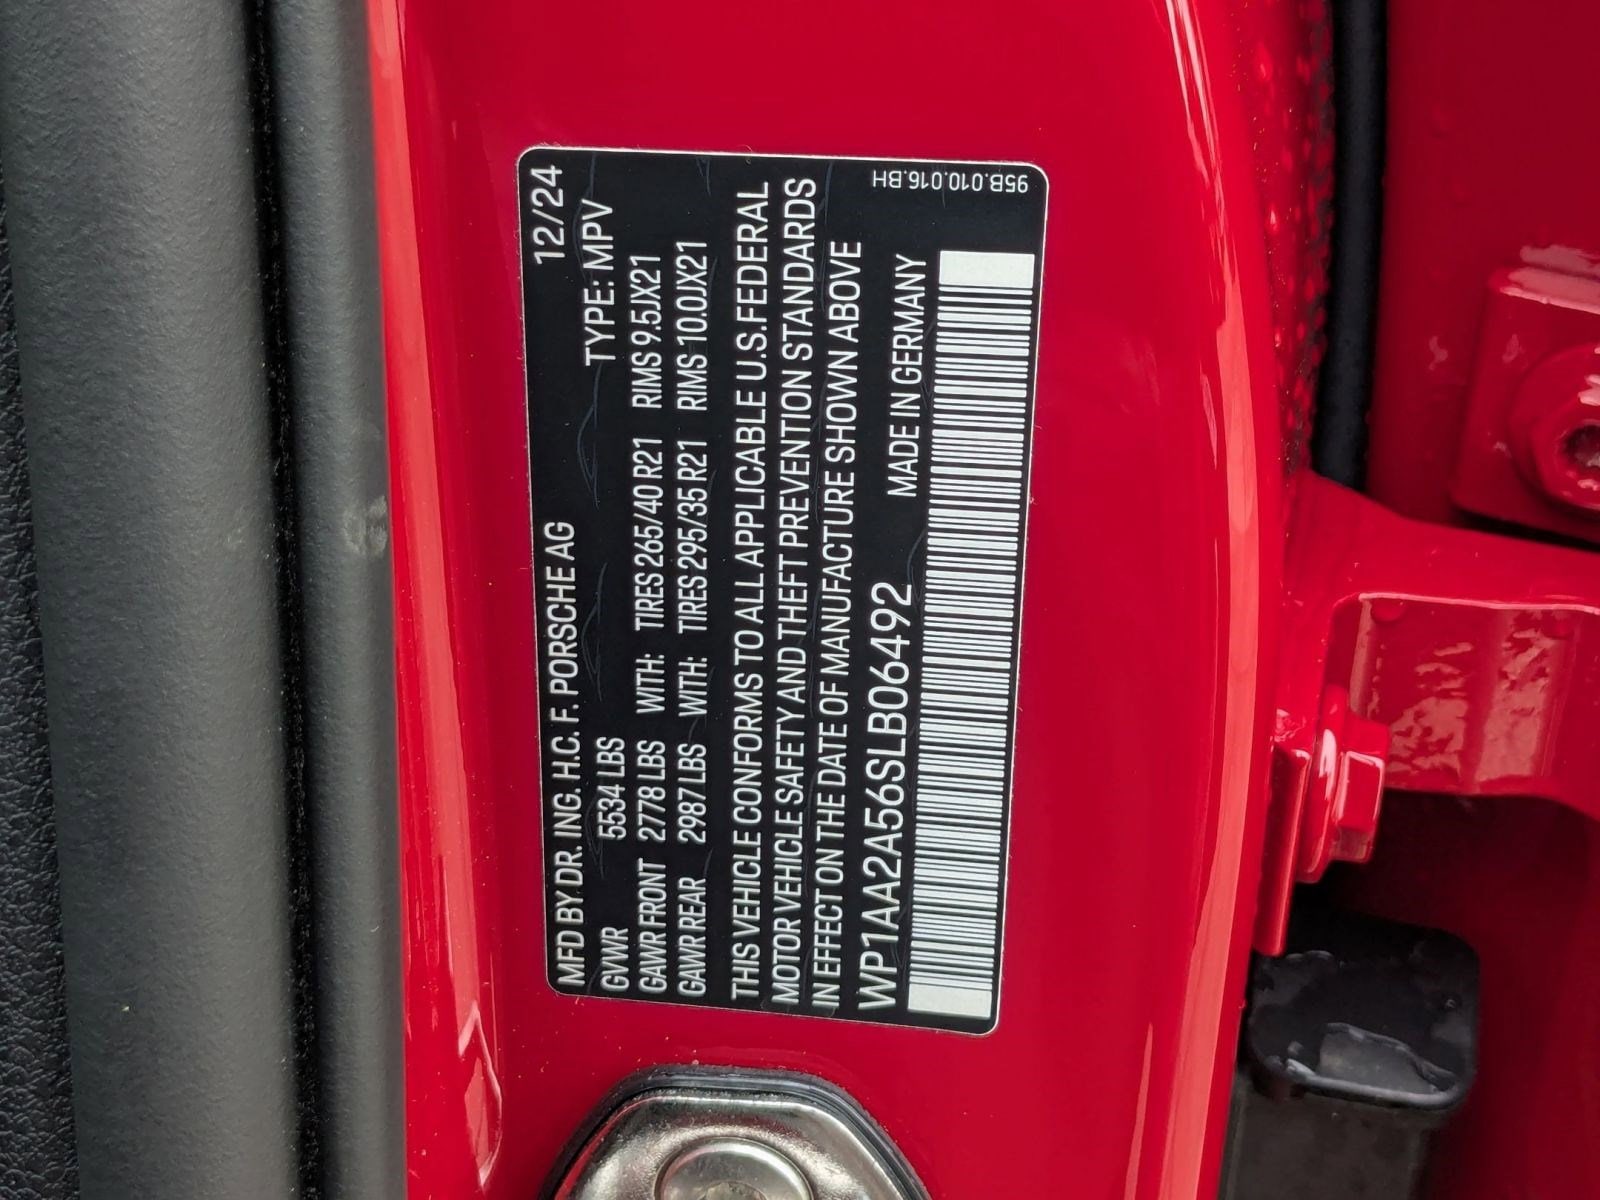 12/24
MFD BY DR. ING. H.C. F. PORSCHE AG
GVWR 5534 LBS TYPE: MPV
GAWR FRONT 2778 LBS WITH: TIRES 265/40 R21 RIMS 9.5JX21
GAWR REAR 2987 LBS WITH: TIRES 295/35 R21 RIMS 10.0JX21
THIS VEHICLE CONFORMS TO ALL APPLICABLE U.S.FEDERAL
MOTOR VEHICLE SAFETY AND THEFT PREVENTION STANDARDS
IN EFFECT ON THE DATE OF MANUFACTURE SHOWN ABOVE
WP1AA2A56SLB06492 MADE IN GERMANY
95B.010.016.BH